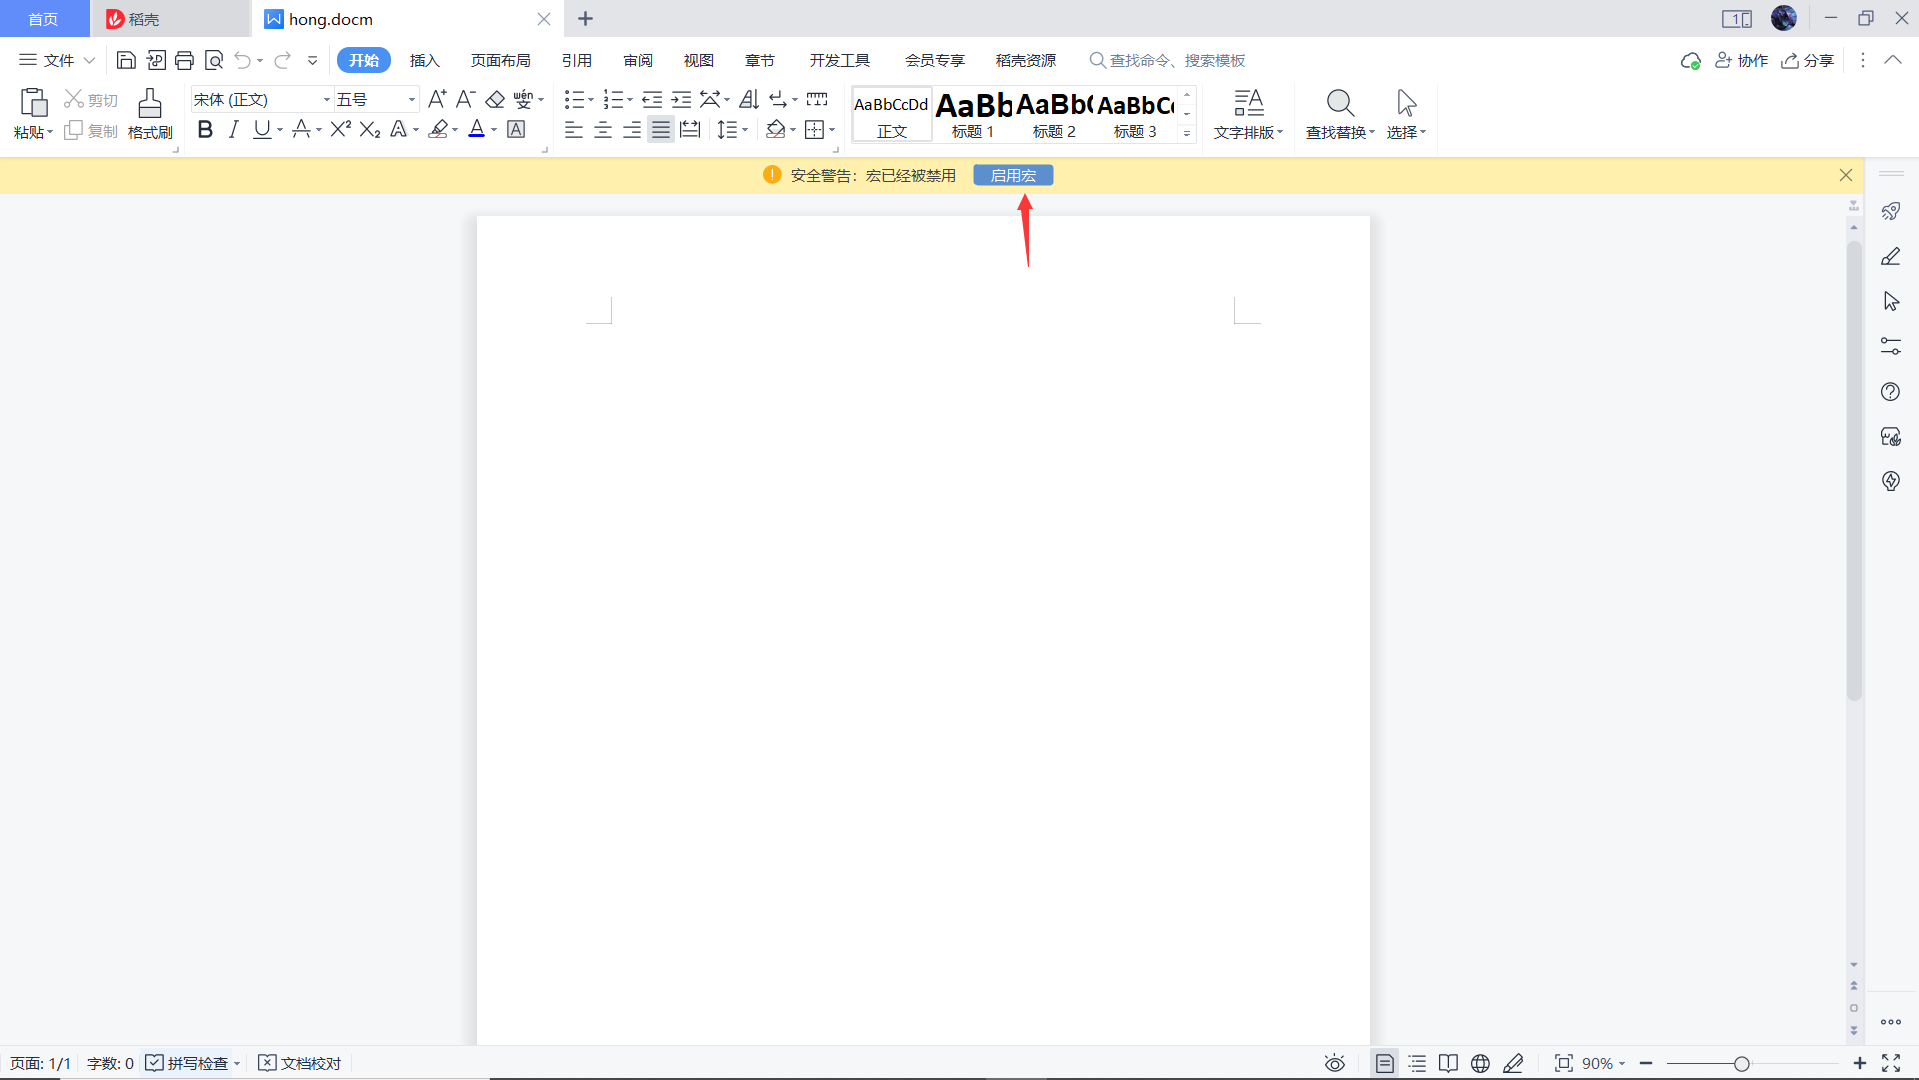 首页 稻壳 hong.docm
文件 开始 插入 页面布局 引用 审阅 视图 章节 开发工具 会员专享 稻壳资源 查找命令、搜索模板 协作 分享
粘贴 剪切 复制 格式刷
宋体 (正文) 五号
wén 变
AaBbCcDd AaBb AaBb( AaBbC
正文 标题 1 标题 2 标题 3
文字排版 查找替换 选择
安全警告: 宏已经被禁用 启用宏
页面: 1/1 字数: 0 拼写检查 文档校对 90%